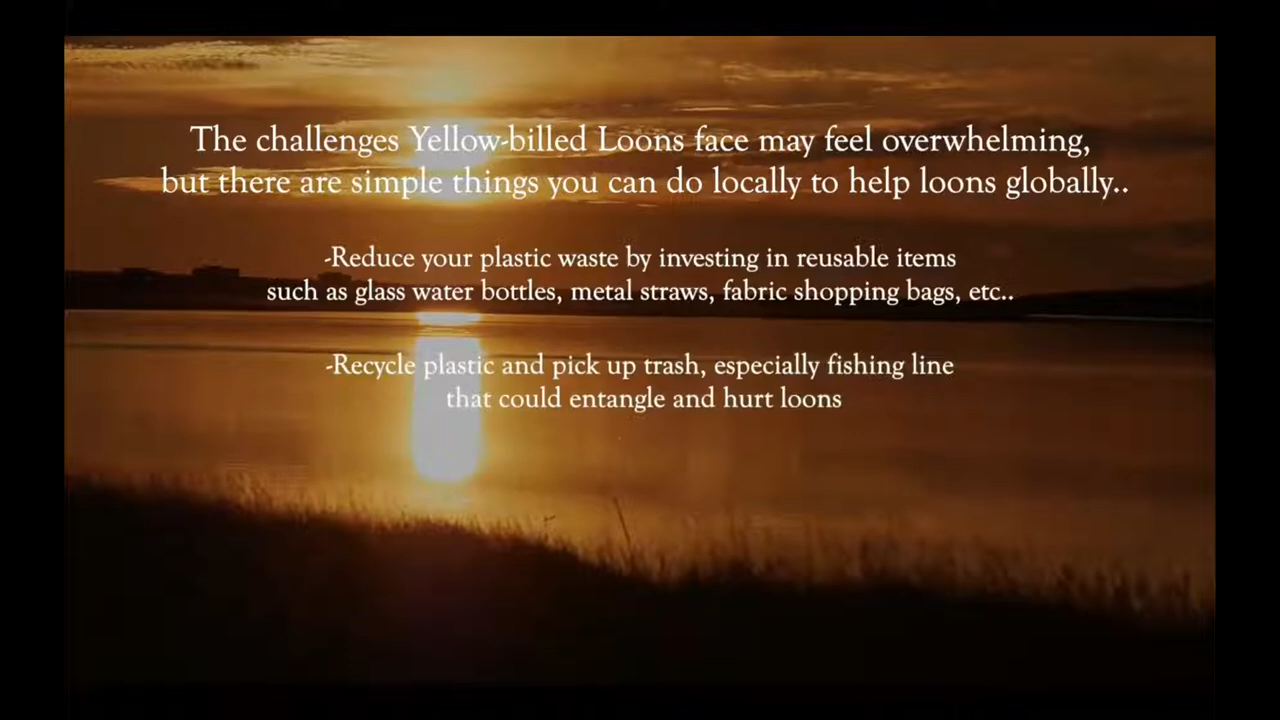 The challenges Yellow-billed Loons face may feel overwhelming,
but there are simple things you can do locally to help loons globally..
-Reduce your plastic waste by investing in reusable items
such as glass water bottles, metal straws, fabric shopping bags, etc..
-Recycle plastic and pick up trash, especially fishing line
that could entangle and hurt loons